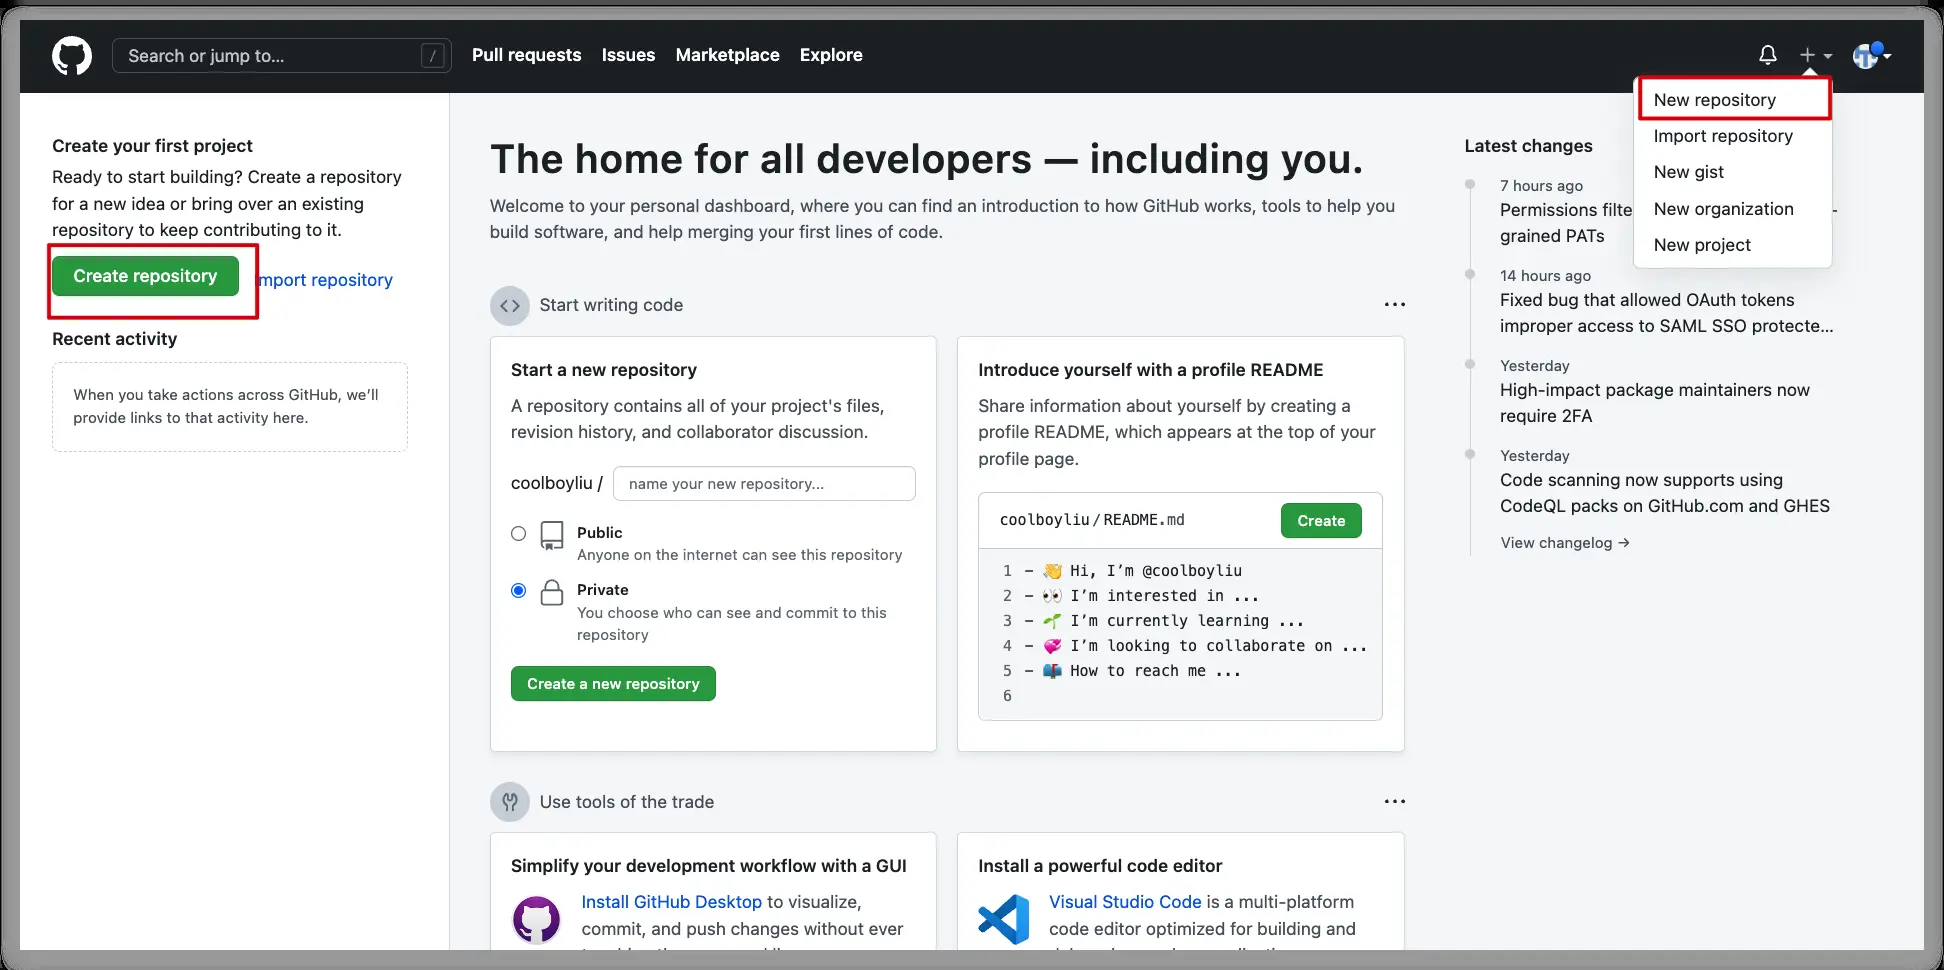 Search or jump to... /
Pull requests Issues Marketplace Explore
New repository
Import repository
New gist
New organization
New project
Create your first project
Ready to start building? Create a repository
for a new idea or bring over an existing
repository to keep contributing to it.
Create repository
mport repository
Recent activity
When you take actions across GitHub, we’ll
provide links to that activity here.
The home for all developers — including you.
Welcome to your personal dashboard, where you can find an introduction to how GitHub works, tools to help you
build software, and help merging your first lines of code.
<> Start writing code ...
Start a new repository
A repository contains all of your project's files,
revision history, and collaborator discussion.
coolboyliu / name your new repository...
Public
Anyone on the internet can see this repository
Private
You choose who can see and commit to this
repository
Create a new repository
Introduce yourself with a profile README
Share information about yourself by creating a
profile README, which appears at the top of your
profile page.
coolboyliu/README.md Create
1 - 👋 Hi, I’m @coolboyliu
2 - 👀 I’m interested in ...
3 - 🌱 I’m currently learning ...
4 - 💞️ I’m looking to collaborate on ...
5 - 📫 How to reach me ...
6
Use tools of the trade ...
Simplify your development workflow with a GUI
Install GitHub Desktop to visualize,
commit, and push changes without ever
Install a powerful code editor
Visual Studio Code is a multi-platform
code editor optimized for building and
Latest changes
7 hours ago
Permissions filte
grained PATs
14 hours ago
Fixed bug that allowed OAuth tokens
improper access to SAML SSO protecte...
Yesterday
High-impact package maintainers now
require 2FA
Yesterday
Code scanning now supports using
CodeQL packs on GitHub.com and GHES
View changelog →